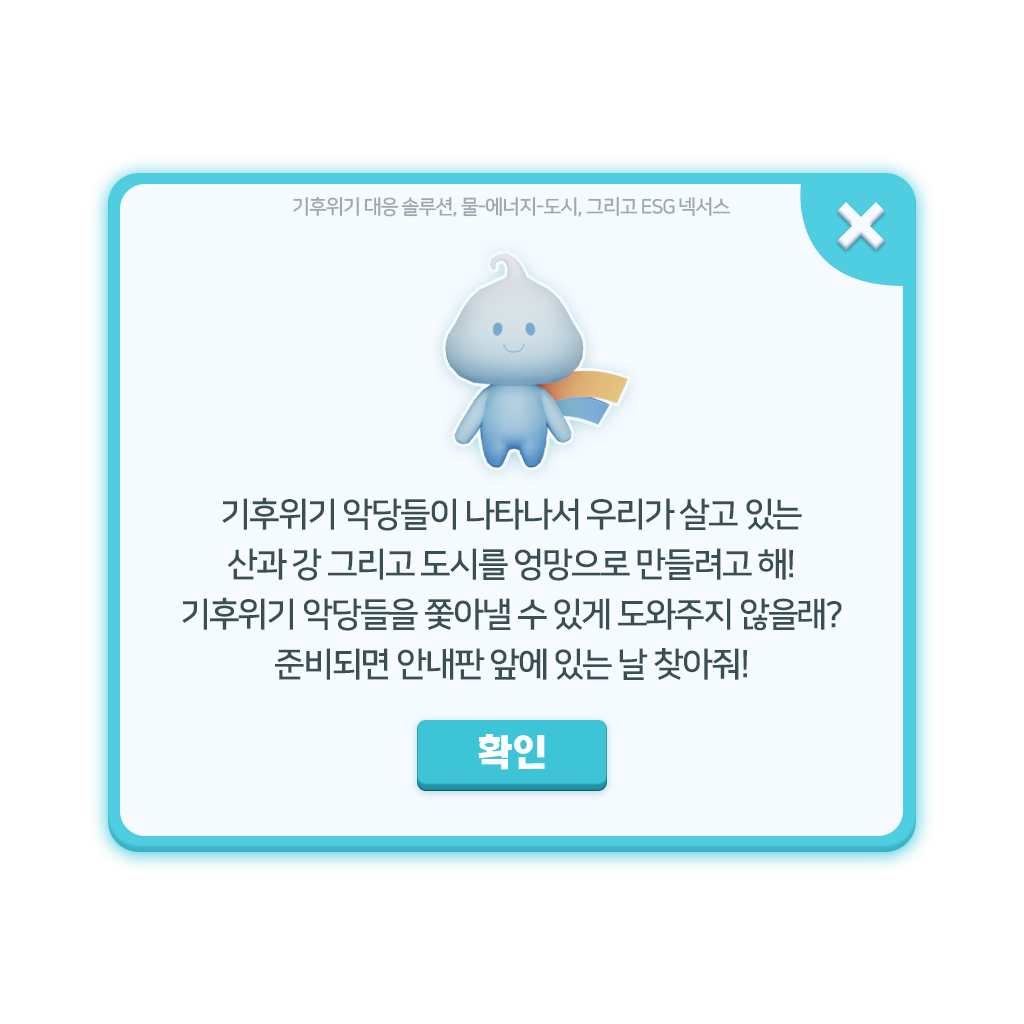 기후위기 대응 솔루션, 물-에너지-도시, 그리고 ESG 넥서스
기후위기 악당들이 나타나서 우리가 살고 있는
산과 강 그리고 도시를 엉망으로 만들려고 해!
기후위기 악당들을 쫓아낼 수 있게 도와주지 않을래?
준비되면 안내판 앞에 있는 날 찾아줘!
확인